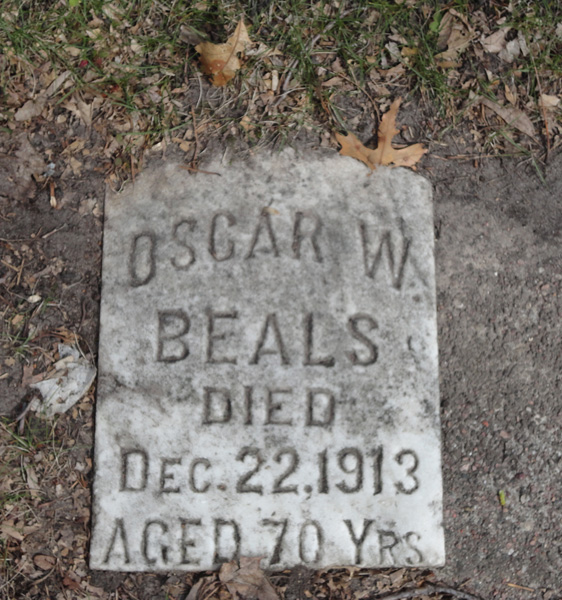 OSCAR W.
BEALS
DIED
DEC. 22, 1913
AGED 70 YRS.